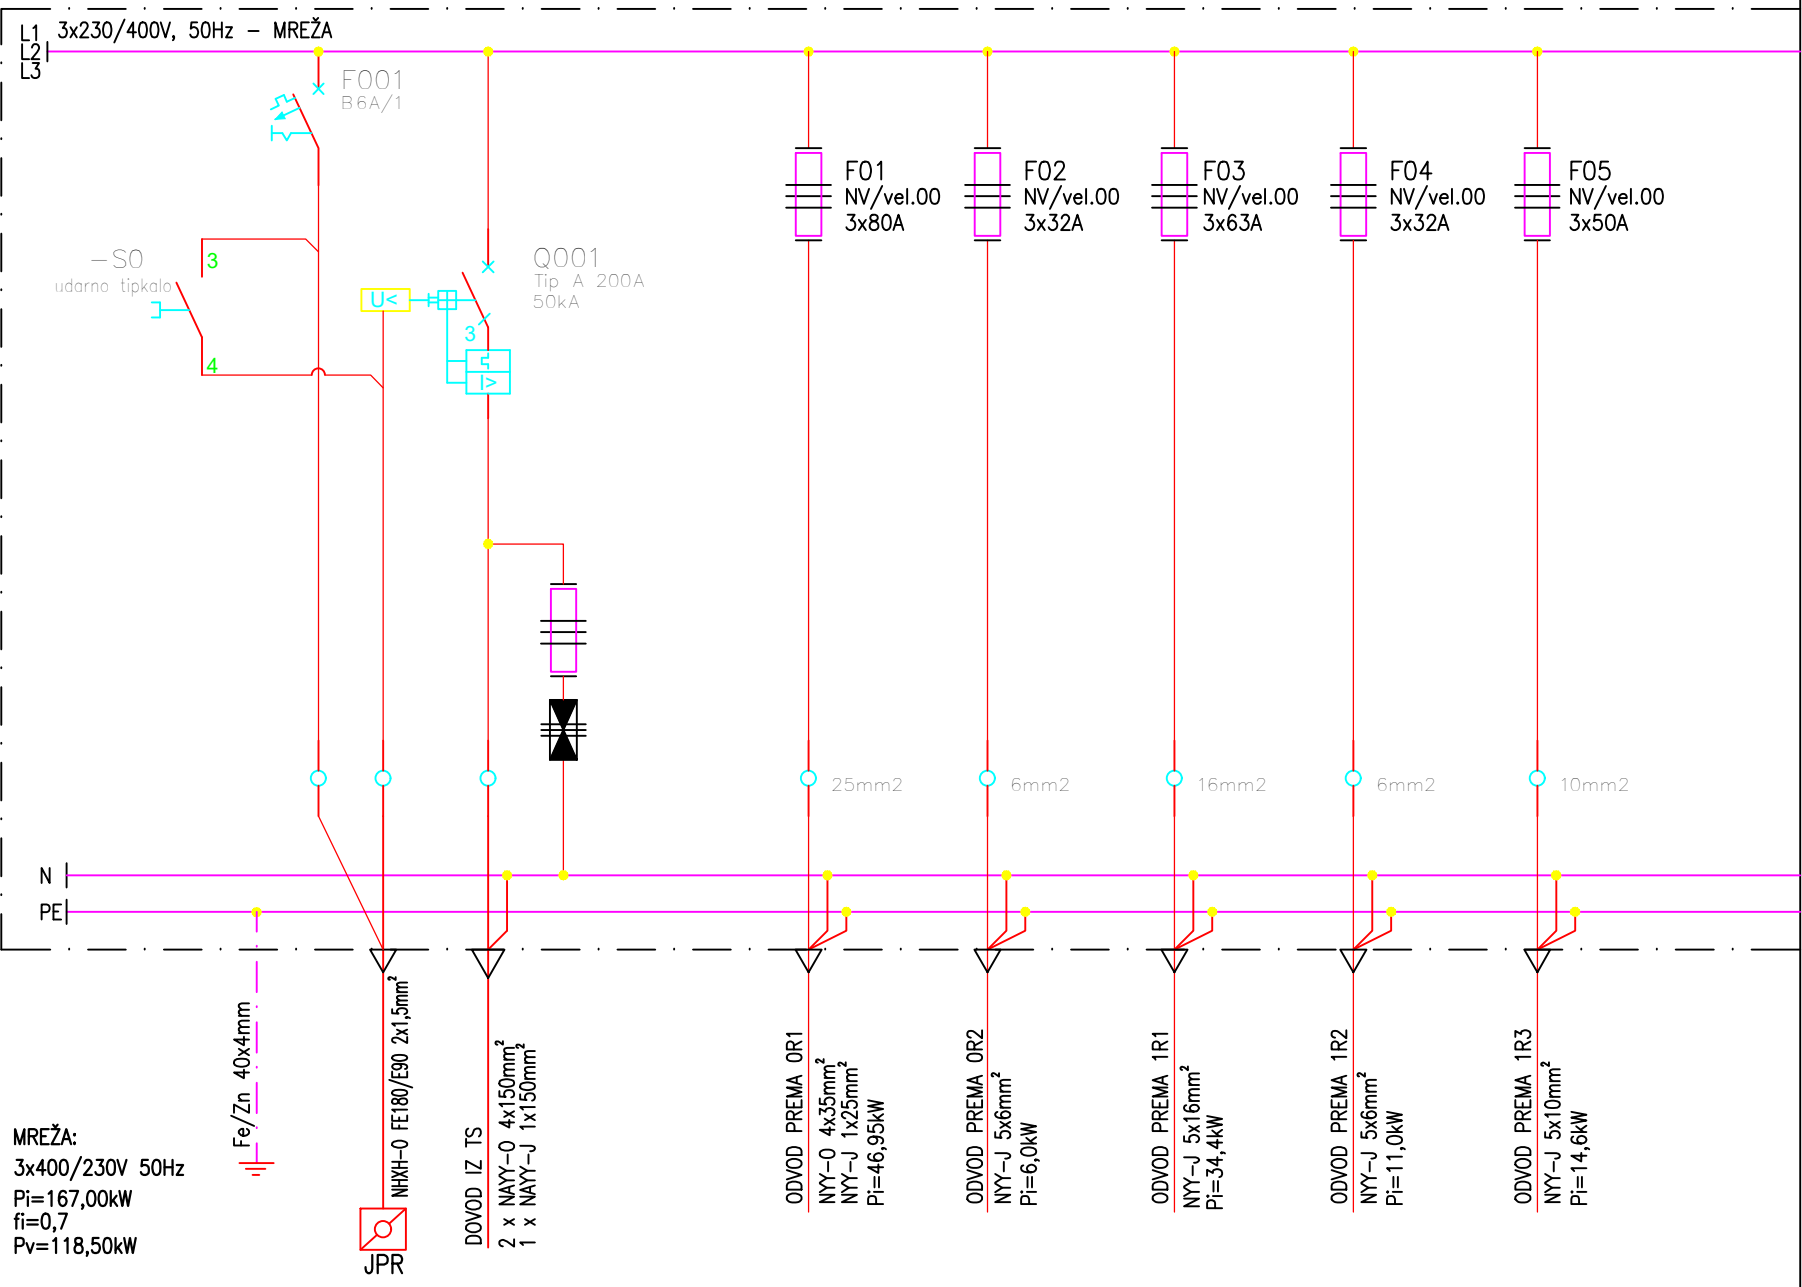 L1
L2
L3
3x230/400V, 50Hz – MREŽA
F001
B6A/1
–S0
udarno tipkalo
3
4
U<
Q001
Tip A 200A
50kA
3
I>
F01
NV/vel.00
3x80A
F02
NV/vel.00
3x32A
F03
NV/vel.00
3x63A
F04
NV/vel.00
3x32A
F05
NV/vel.00
3x50A
25mm2
6mm2
16mm2
6mm2
10mm2
N
PE
Fe/Zn 40x4mm
NHXH–O FE180/E90 2x1,5mm²
JPR
DOVOD IZ TS
2 x NAYY–O 4x150mm²
1 x NAYY–J 1x150mm²
ODVOD PREMA 0R1
NYY–O 4x35mm²
NYY–J 1x25mm²
Pi=46,95kW
ODVOD PREMA 0R2
NYY–J 5x6mm²
Pi=6,0kW
ODVOD PREMA 1R1
NYY–J 5x16mm²
Pi=34,4kW
ODVOD PREMA 1R2
NYY–J 5x6mm²
Pi=11,0kW
ODVOD PREMA 1R3
NYY–J 5x10mm²
Pi=14,6kW
MREŽA:
3x400/230V 50Hz
Pi=167,00kW
fi=0,7
Pv=118,50kW